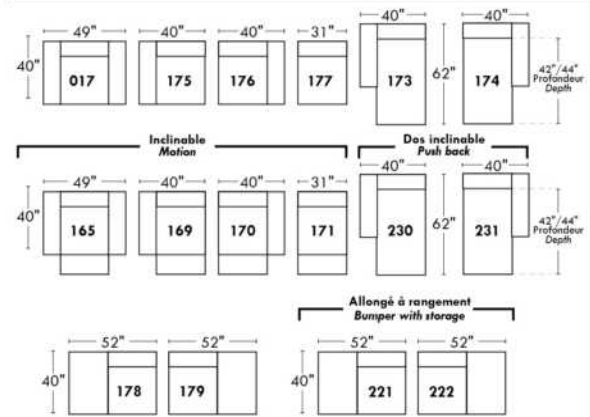 49" 40" 40" 31" 40" 40"
40" 017 175 176 177 173 62" 174 42"/44"
Profondeur
Depth
Inclinable
Motion
Dos inclinable
Push back
49" 40" 40" 31" 40" 40"
40" 165 169 170 171 230 62" 231 42"/44"
Profondeur
Depth
Allongé à rangement
Bumper with storage
52" 52" 52" 52"
40" 178 179 40" 221 222